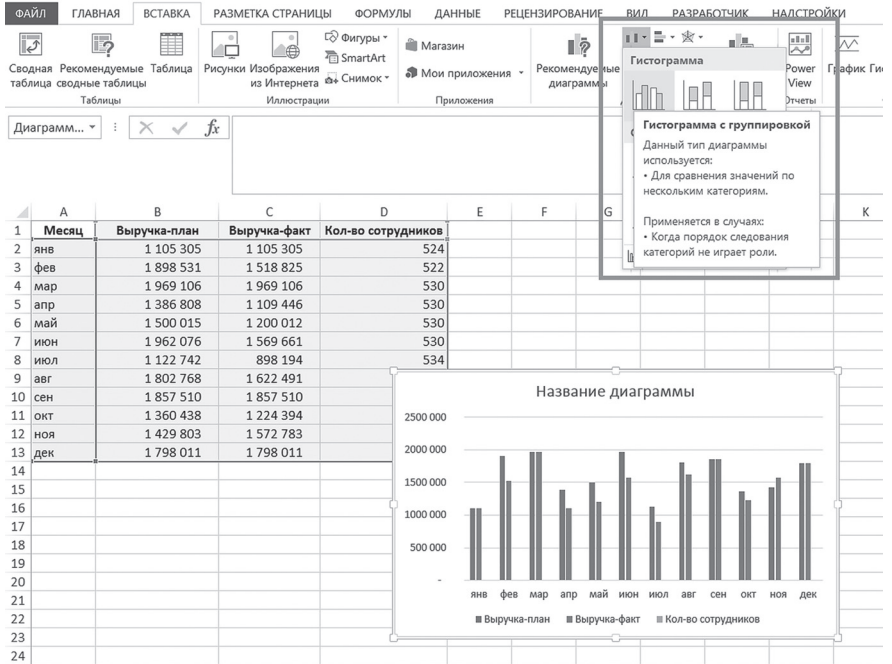 ФАЙЛ ГЛАВНАЯ ВСТАВКА РАЗМЕТКА СТРАНИЦЫ ФОРМУЛЫ ДАННЫЕ РЕЦЕНЗИРОВАНИЕ ВИД РАЗРАБОТЧИК НАДСТРОЙКИ
Сводная таблица
Рекомендуемые сводные таблицы
Таблица
Таблицы
Рисунки
Изображения из Интернета
Фигуры
SmartArt
Снимок
Иллюстрации
Магазин
Мои приложения
Приложения
Рекомендуемые диаграммы
Power View
Отчеты
График
Гистограмма
Гистограмма с группировкой
Данный тип диаграммы
используется:
• Для сравнения значений по
нескольким категориям.
Применяется в случаях:
• Когда порядок следования
категорий не играет роли.
Диаграмм... fx
A B C D E F G K
1 Месяц Выручка-план Выручка-факт Кол-во сотрудников
2 янв 1 105 305 1 105 305 524
3 фев 1 898 531 1 518 825 522
4 мар 1 969 106 1 969 106 530
5 апр 1 386 808 1 109 446 530
6 май 1 500 015 1 200 012 530
7 июн 1 962 076 1 569 661 530
8 июл 1 122 742 898 194 534
9 авг 1 802 768 1 622 491
10 сен 1 857 510 1 857 510
11 окт 1 360 438 1 224 394
12 ноя 1 429 803 1 572 783
13 дек 1 798 011 1 798 011
14
15
16
17
18
19
20
21
22
23
24
Название диаграммы
2500 000
2000 000
1500 000
1000 000
500 000
-
янв фев мар апр май июн июл авг сен окт ноя дек
Выручка-план Выручка-факт Кол-во сотрудников